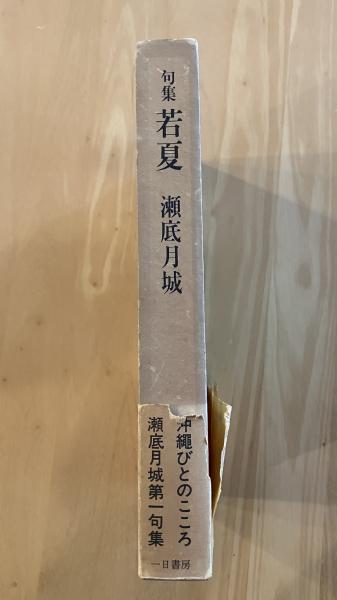 句集
若夏
瀬底月城
沖繩びとのこころ
瀬底月城第一句集
一日書房